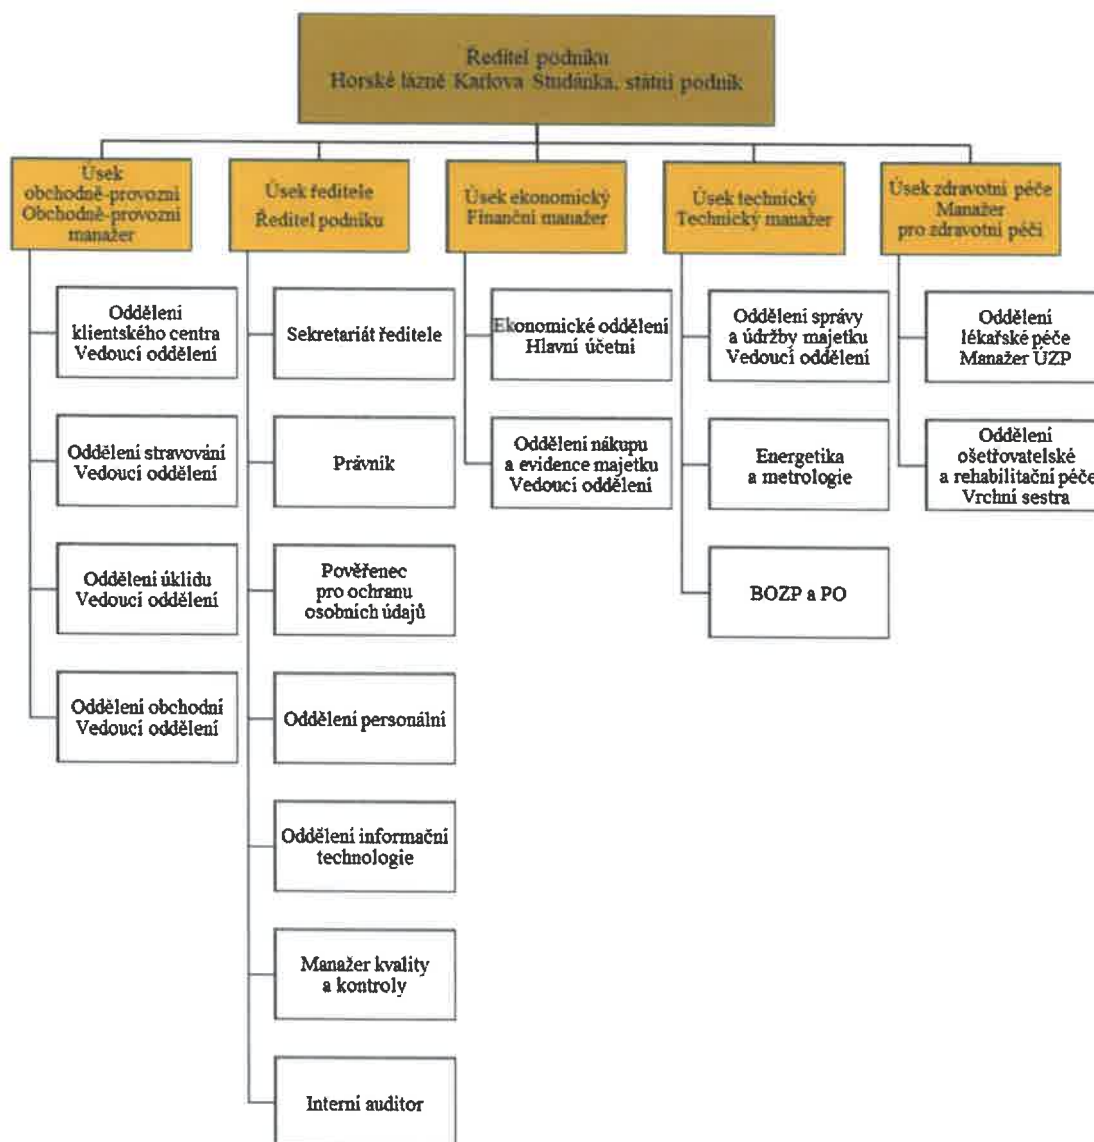 Ředitel podniku
Horské lázně Karlova Studánka, státní podnik
Úsek
obchodně-provozní
Obchodně-provozní
manažer
Úsek ředitele
Ředitel podniku
Úsek ekonomický
Finanční manažer
Úsek technický
Technický manažer
Úsek zdravotní péče
Manažer
pro zdravotní péči
Oddělení
klientského centra
Vedoucí oddělení
Oddělení stravování
Vedoucí oddělení
Oddělení úklidu
Vedoucí oddělení
Oddělení obchodní
Vedoucí oddělení
Sekretariát ředitele
Právník
Pověřenec
pro ochranu
osobních údajů
Oddělení personální
Oddělení informační
technologie
Manažer kvality
a kontroly
Interní auditor
Ekonomické oddělení
Hlavní účetní
Oddělení nákupu
a evidence majetku
Vedoucí oddělení
Oddělení správy
a údržby majetku
Vedoucí oddělení
Energetika
a metrologie
BOZP a PO
Oddělení
lékařské péče
Manažer ÚZP
Oddělení
ošetřovatelské
a rehabilitační péče
Vrchní sestra